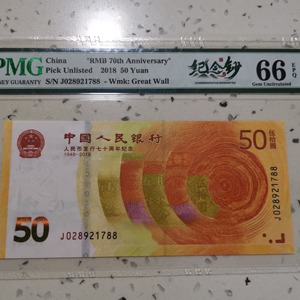 PMG
MONEY GUARANTY
China "RMB 70th Anniversary"
Pick Unlisted 2018 50 Yuan
S/N J028921788 - Wmk: Great Wall
纪念钞
66 EPQ
Gem Uncirculated
中国人民银行
人民币发行七十周年纪念
1948-2018
50
伍拾圆
50
J028921788